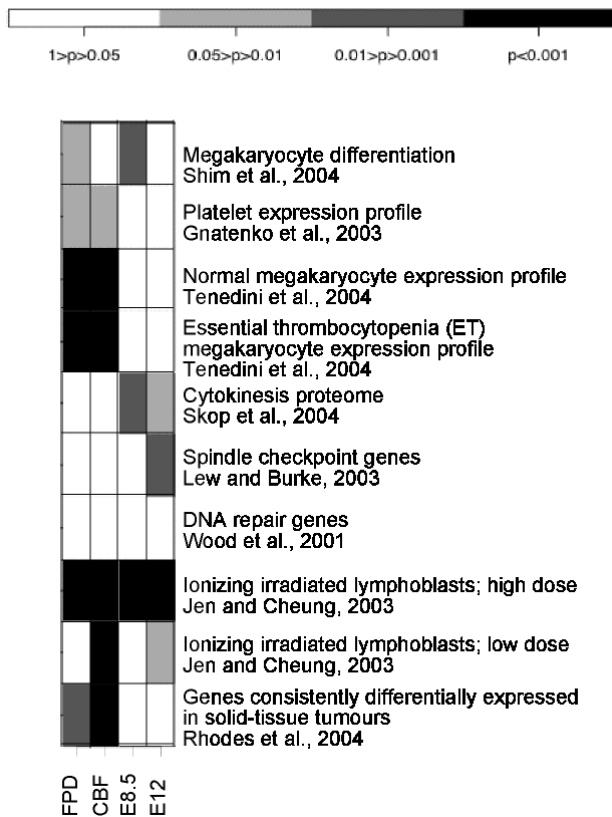 1>p>0.05 0.05>p>0.01 0.01>p>0.001 p<0.001
Megakaryocyte differentiation
Shim et al., 2004
Platelet expression profile
Gnatenko et al., 2003
Normal megakaryocyte expression profile
Tenedini et al., 2004
Essential thrombocytopenia (ET)
megakaryocyte expression profile
Tenedini et al., 2004
Cytokinesis proteome
Skop et al., 2004
Spindle checkpoint genes
Lew and Burke, 2003
DNA repair genes
Wood et al., 2001
Ionizing irradiated lymphoblasts; high dose
Jen and Cheung, 2003
Ionizing irradiated lymphoblasts; low dose
Jen and Cheung, 2003
Genes consistently differentially expressed
in solid-tissue tumours
Rhodes et al., 2004
FPD CBF E8.5 E12